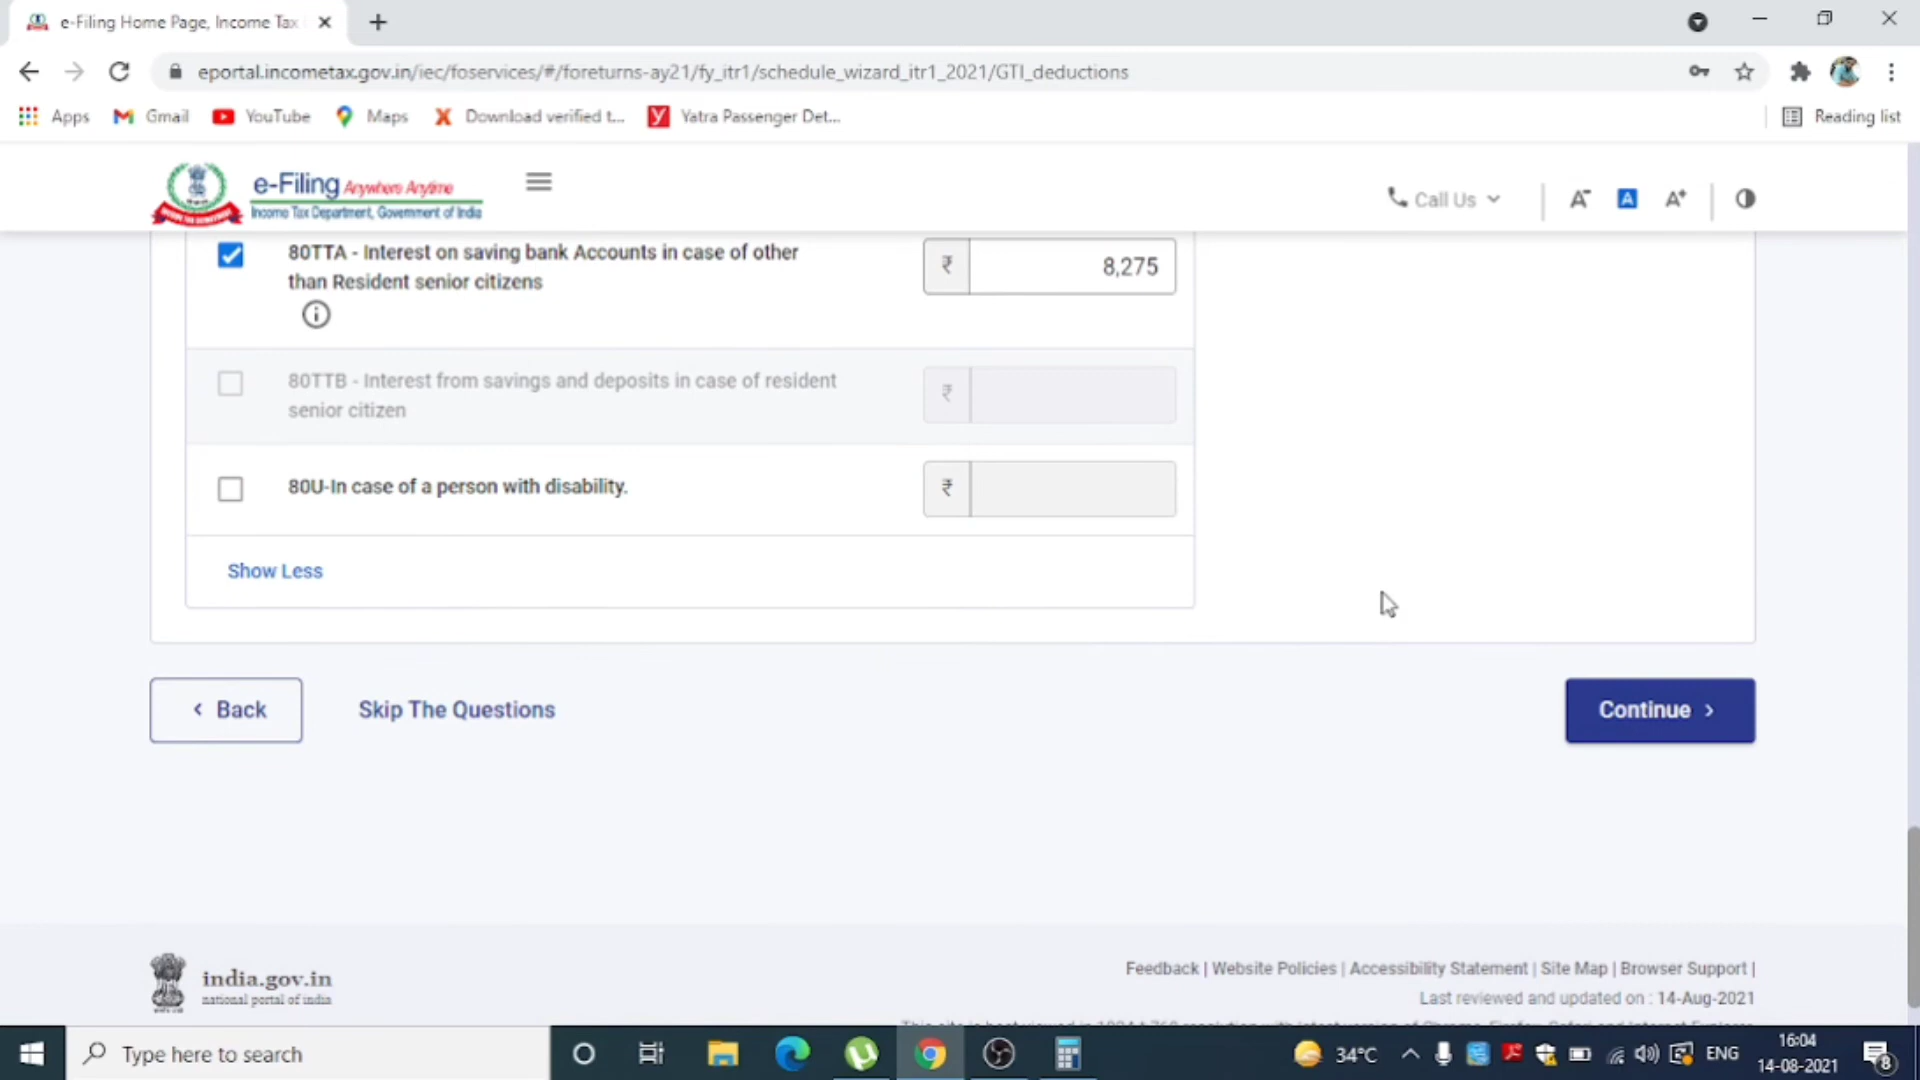 e-Filing Home Page, Income Tax
eportal.incometax.gov.in/iec/foservices/#/foreturns-ay21/fy_itr1/schedule_wizard_itr1_2021/GTI_deductions
Apps Gmail YouTube Maps Download verified t... Yatra Passenger Det... Reading list
e-Filing Anywhere Anytime
Income Tax Department, Government of India
Call Us A- A A+
80TTA - Interest on saving bank Accounts in case of other
than Resident senior citizens
₹ 8,275
80TTB - Interest from savings and deposits in case of resident
senior citizen
₹
80U-In case of a person with disability.
₹
Show Less
< Back Skip The Questions Continue >
india.gov.in
national portal of india
Feedback | Website Policies | Accessibility Statement | Site Map | Browser Support |
Last reviewed and updated on : 14-Aug-2021
Type here to search
34°C ENG
16:04
14-08-2021
8